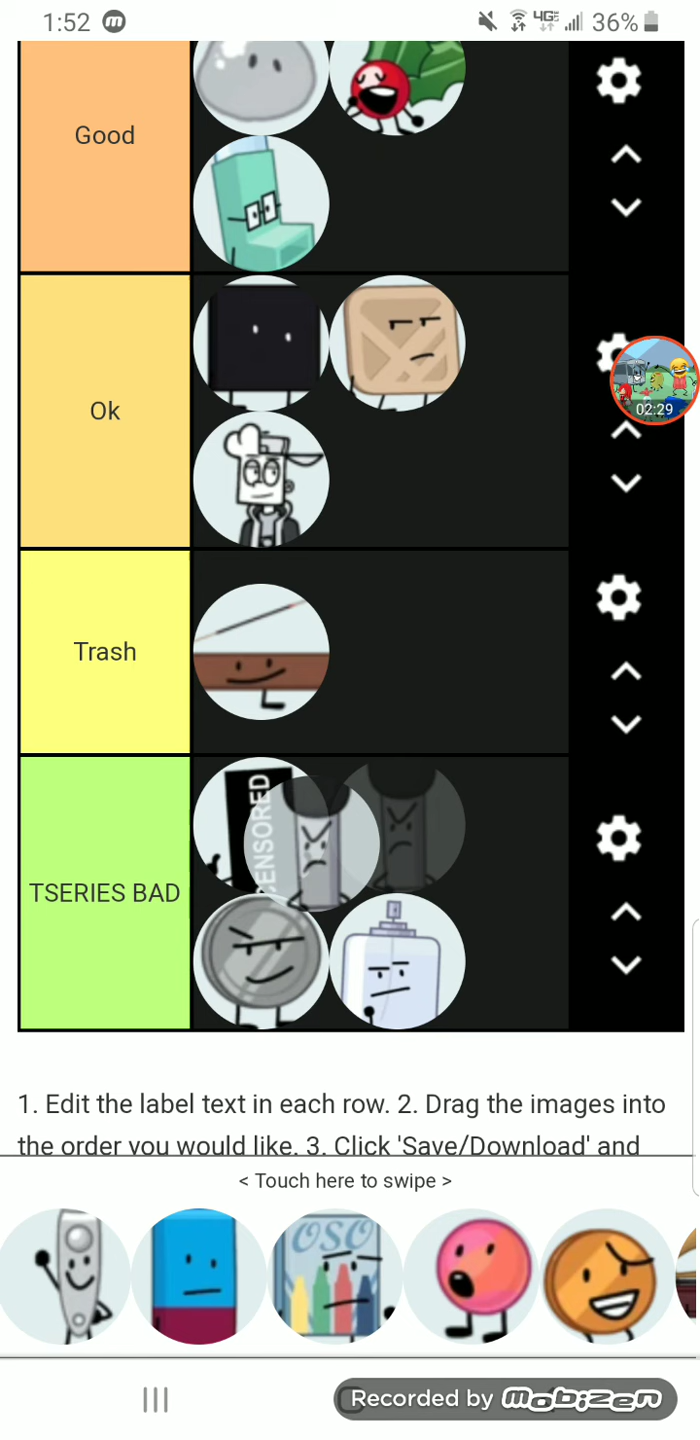 1:52 m 4GE 36%
Good
Ok
02:29
Trash
CENSORED
TSERIES BAD
1. Edit the label text in each row. 2. Drag the images into
the order you would like. 3. Click 'Save/Download' and
< Touch here to swipe >
OSO
Recorded by mobizen